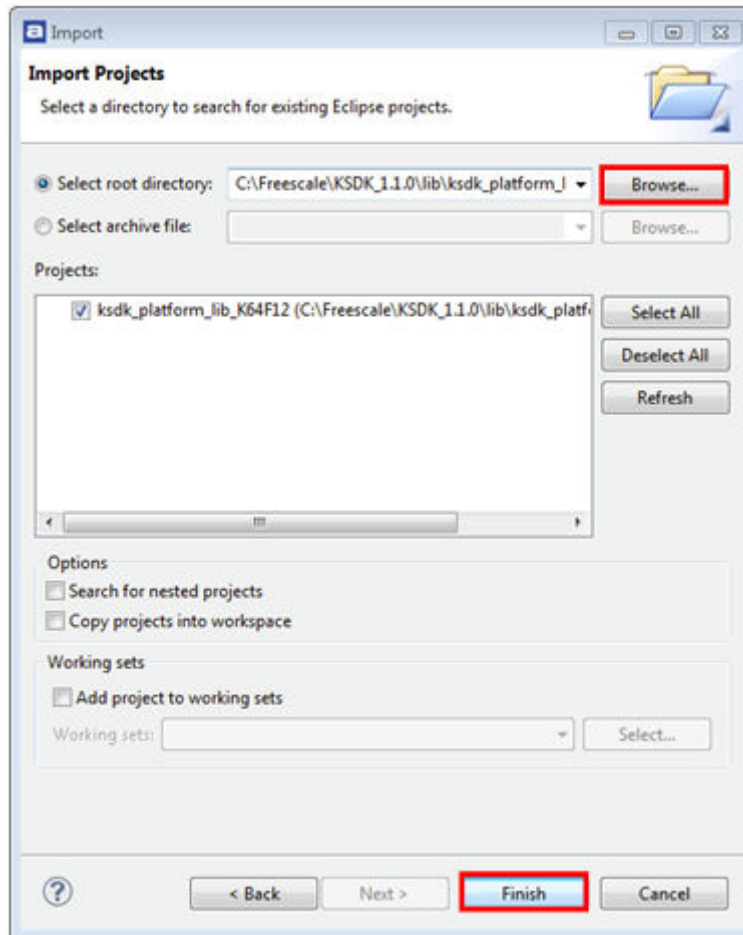 Import
Import Projects
Select a directory to search for existing Eclipse projects.
Select root directory: C:\Freescale\KSDK_1.1.0\lib\ksdk_platform_l Browse...
Select archive file: Browse...
Projects:
ksdk_platform_lib_K64F12 (C:\Freescale\KSDK_1.1.0\lib\ksdk_platf
Select All
Deselect All
Refresh
Options
Search for nested projects
Copy projects into workspace
Working sets
Add project to working sets
Working sets: Select...
? < Back Next > Finish Cancel